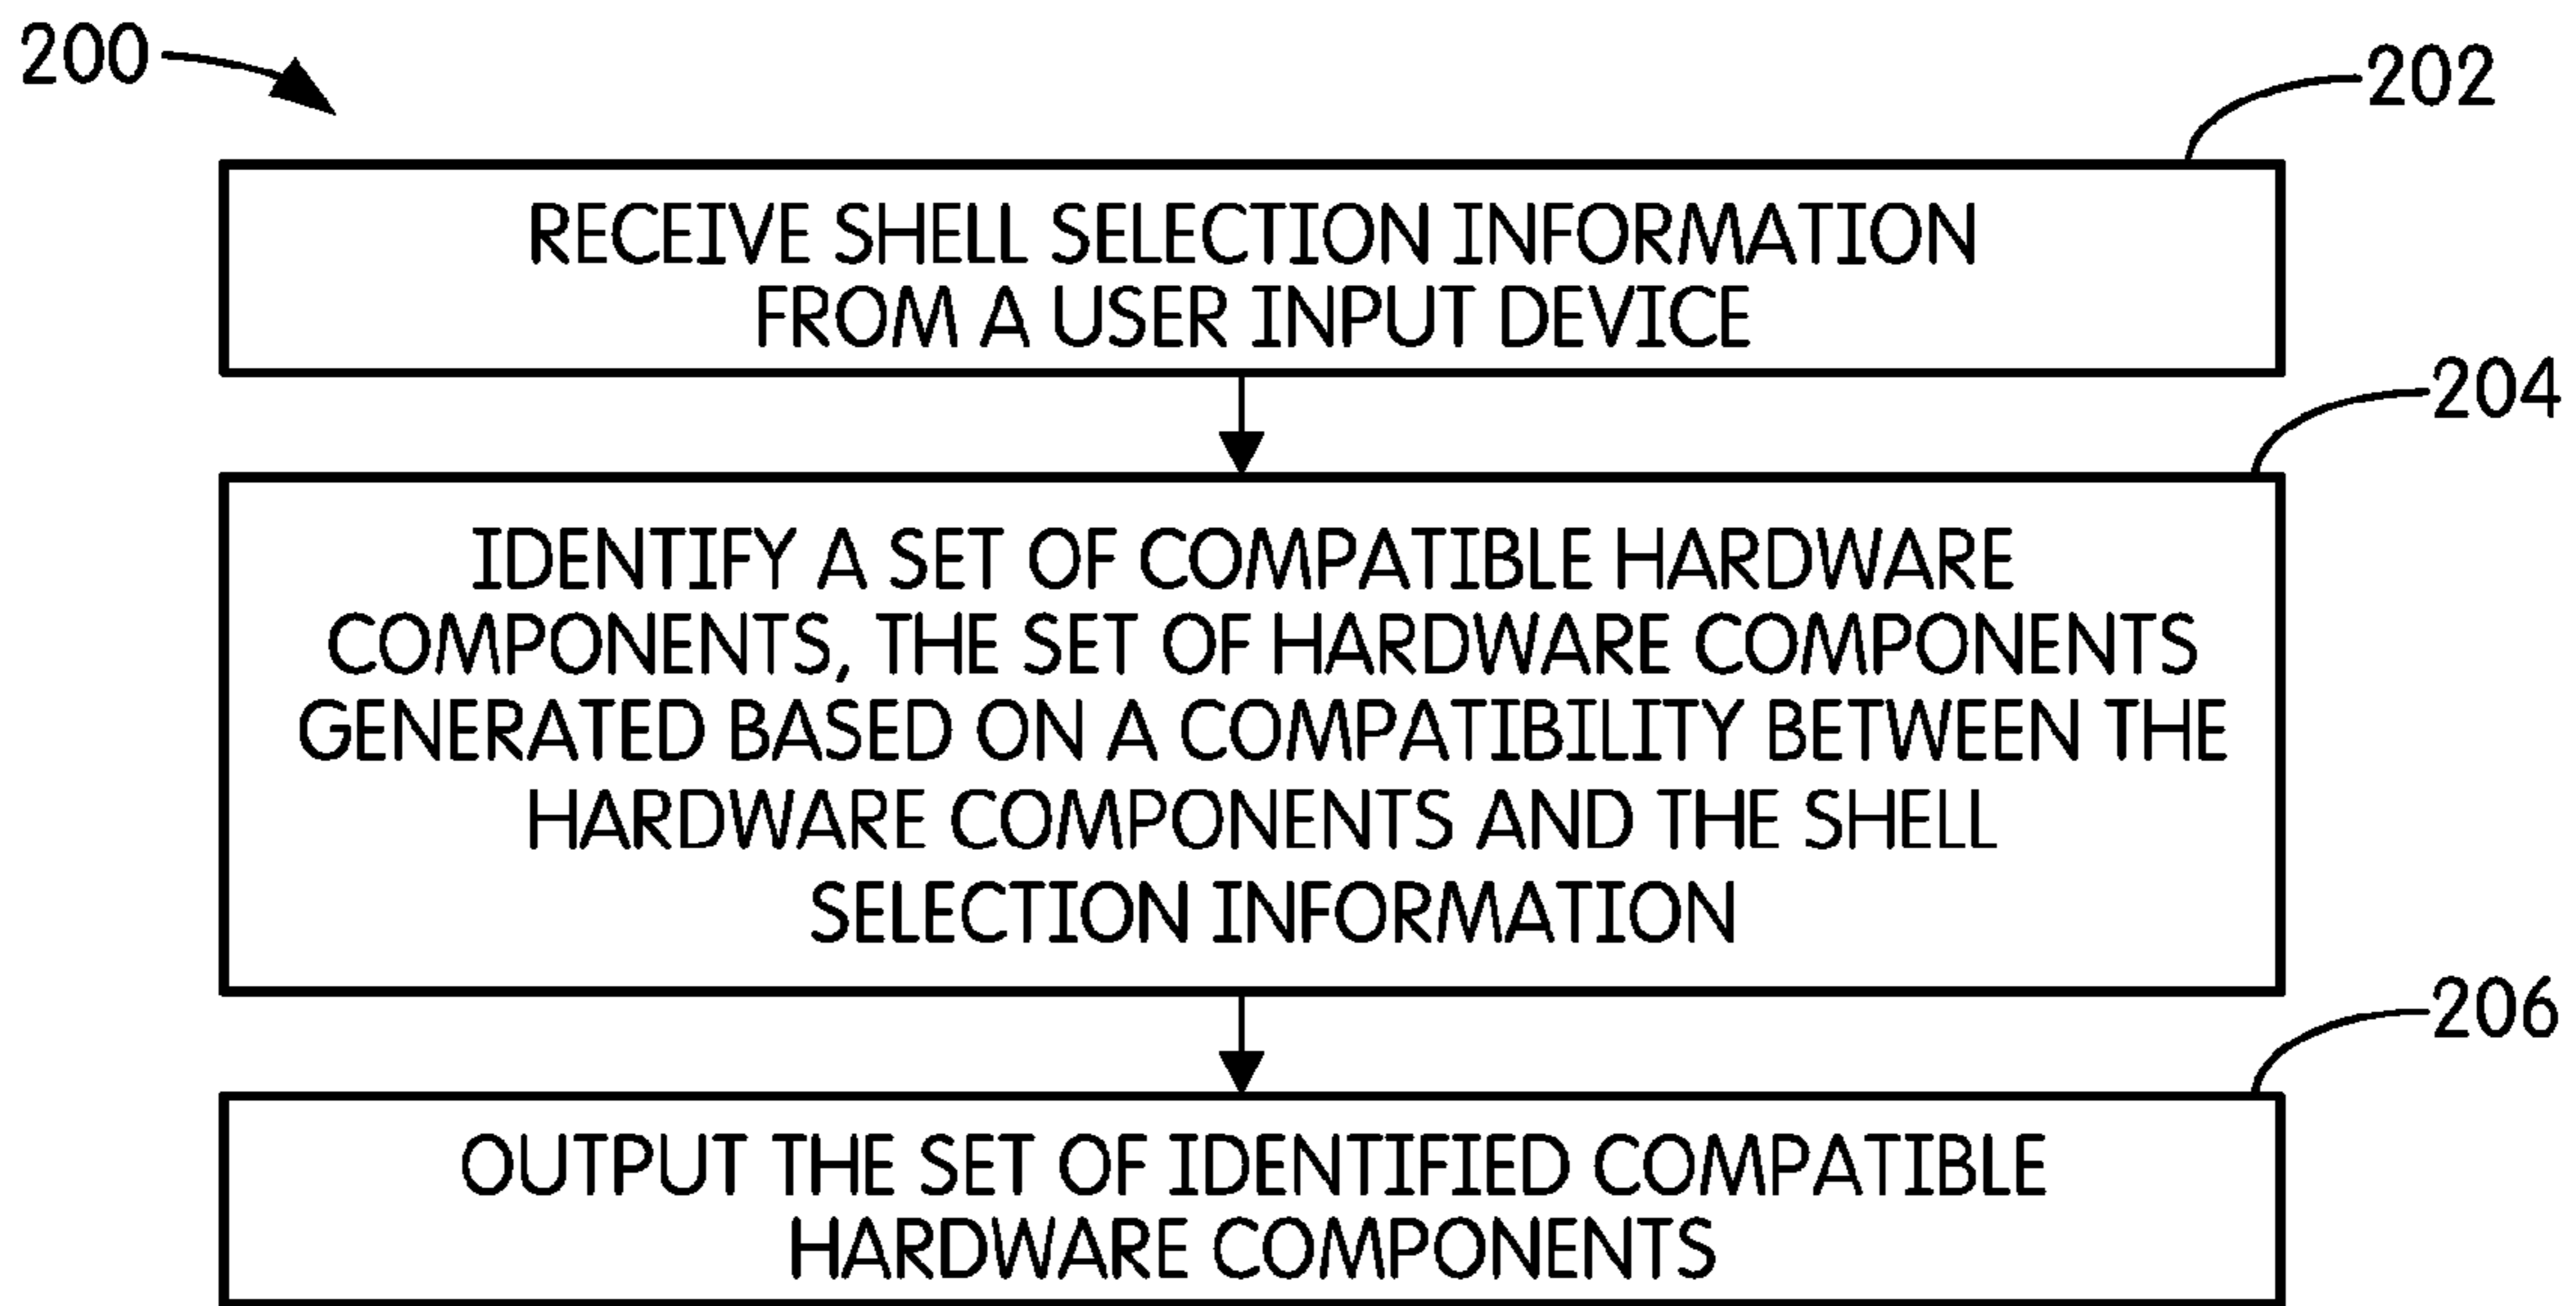 200
202
RECEIVE SHELL SELECTION INFORMATION
FROM A USER INPUT DEVICE
204
IDENTIFY A SET OF COMPATIBLE HARDWARE
COMPONENTS, THE SET OF HARDWARE COMPONENTS
GENERATED BASED ON A COMPATIBILITY BETWEEN THE
HARDWARE COMPONENTS AND THE SHELL
SELECTION INFORMATION
206
OUTPUT THE SET OF IDENTIFIED COMPATIBLE
HARDWARE COMPONENTS